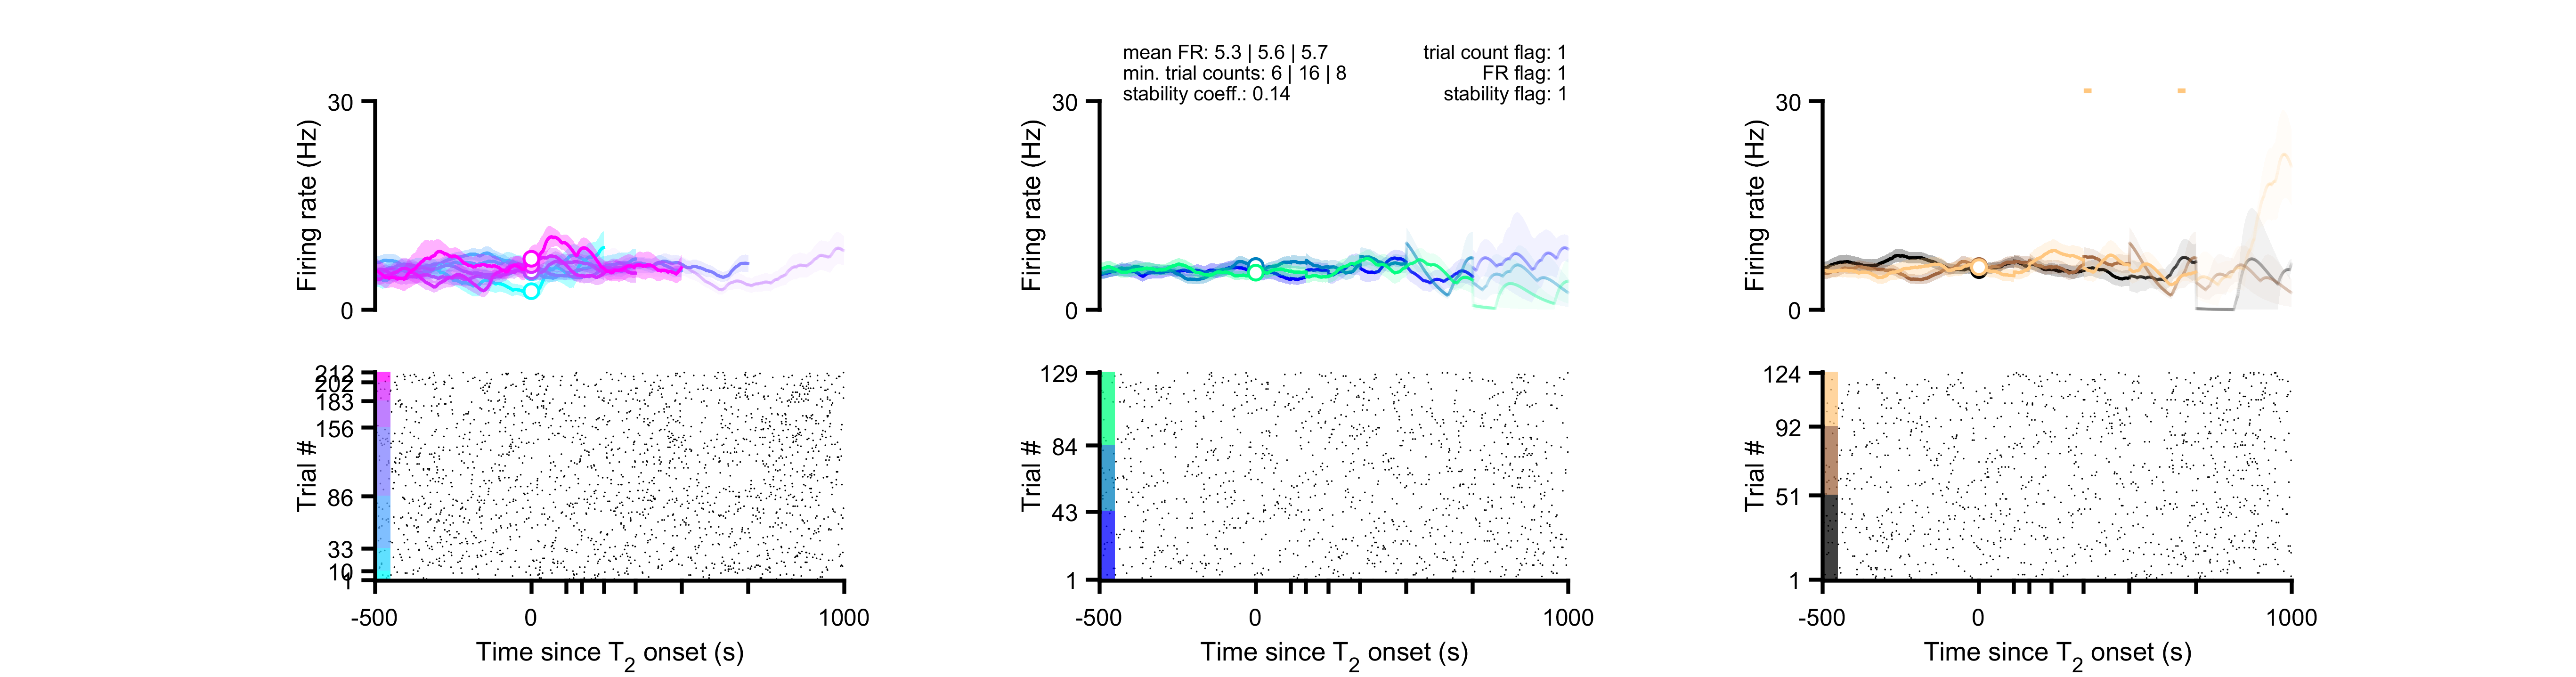 mean FR: 5.3 | 5.6 | 5.7
min. trial counts: 6 | 16 | 8
stability coeff.: 0.14
trial count flag: 1
FR flag: 1
stability flag: 1
30
0
Firing rate (Hz)
30
0
Firing rate (Hz)
30
0
Firing rate (Hz)
212
202
183
156
86
33
10
1
Trial #
-500
0
1000
Time since T2 onset (s)
129
84
43
1
Trial #
-500
0
1000
Time since T2 onset (s)
124
92
51
1
Trial #
-500
0
1000
Time since T2 onset (s)